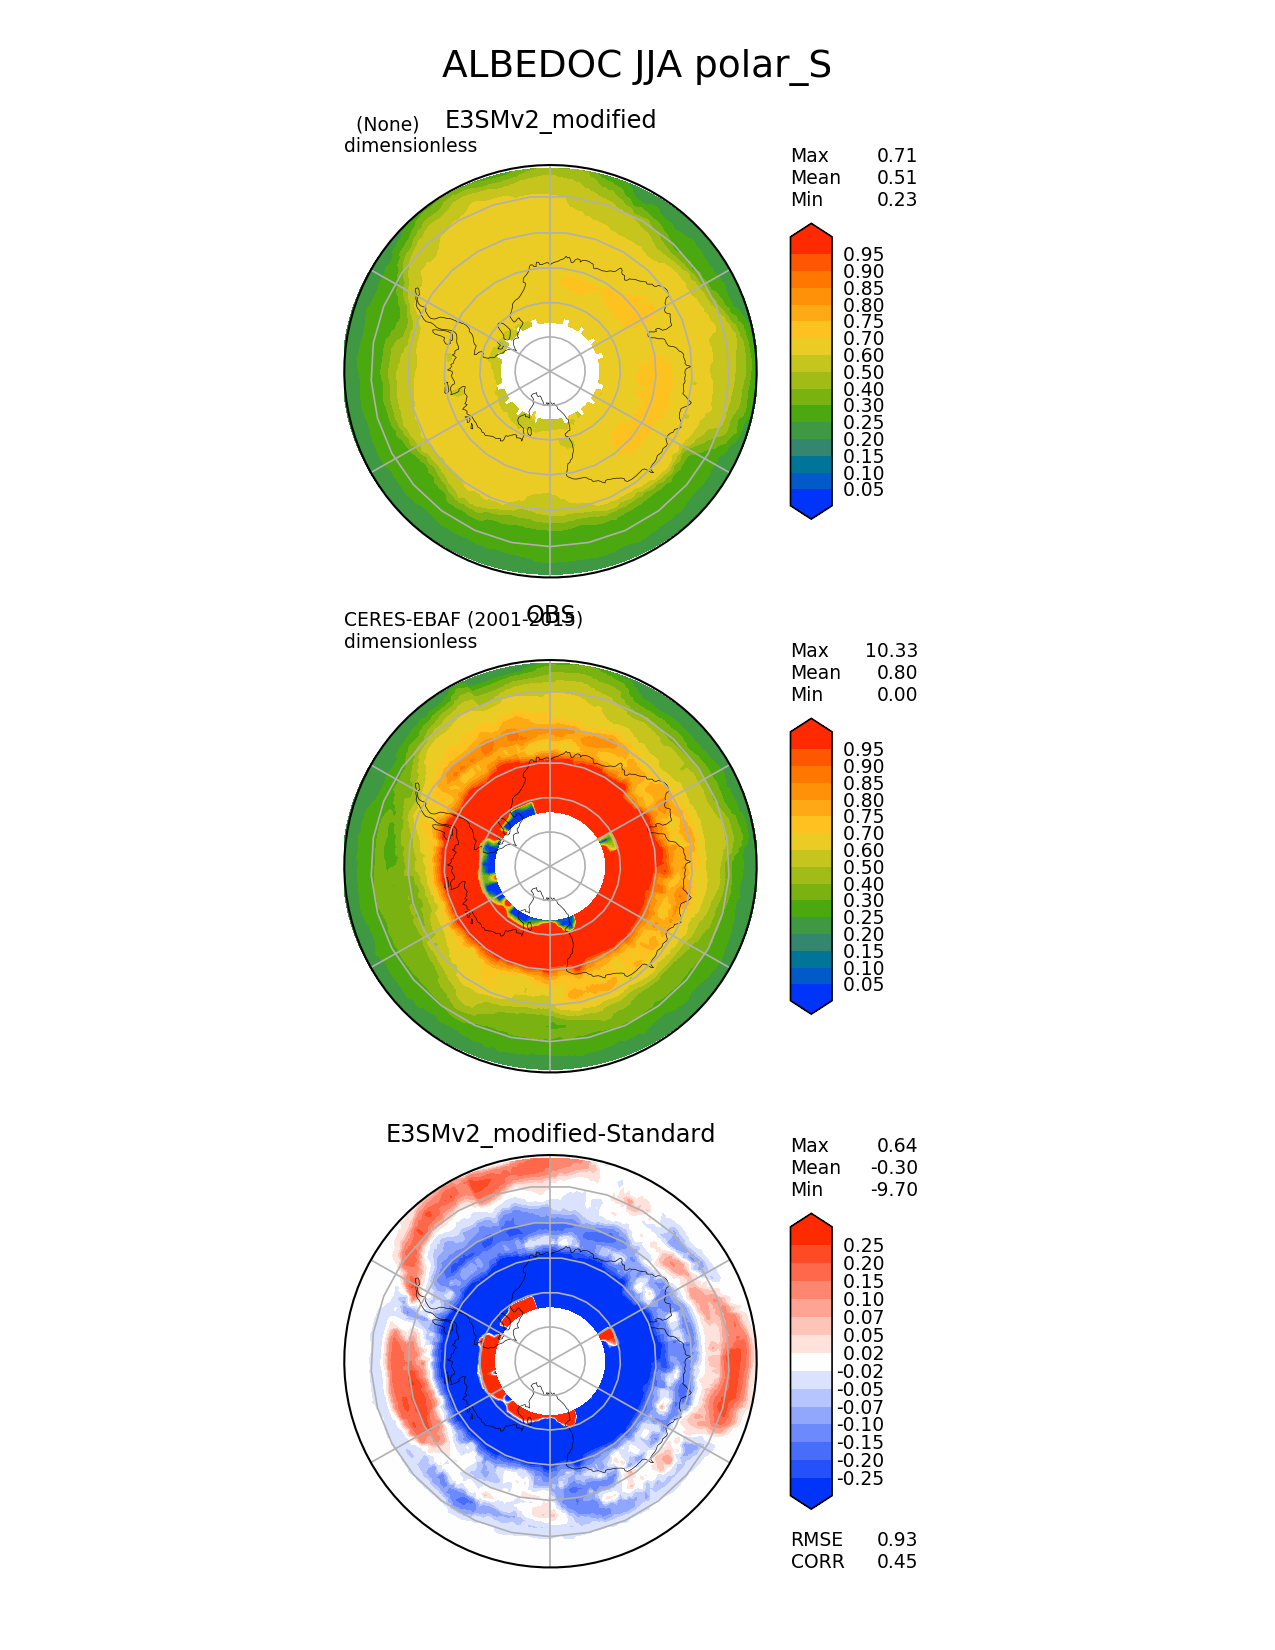 ALBEDOC JJA polar_S
E3SMv2_modified
(None)
dimensionless
Max 0.71
Mean 0.51
Min 0.23
0.95
0.90
0.85
0.80
0.75
0.70
0.60
0.50
0.40
0.30
0.25
0.20
0.15
0.10
0.05
OBS
CERES-EBAF (2001-2015)
dimensionless
Max 10.33
Mean 0.80
Min 0.00
0.95
0.90
0.85
0.80
0.75
0.70
0.60
0.50
0.40
0.30
0.25
0.20
0.15
0.10
0.05
E3SMv2_modified-Standard
Max 0.64
Mean -0.30
Min -9.70
0.25
0.20
0.15
0.10
0.07
0.05
0.02
-0.02
-0.05
-0.07
-0.10
-0.15
-0.20
-0.25
RMSE 0.93
CORR 0.45